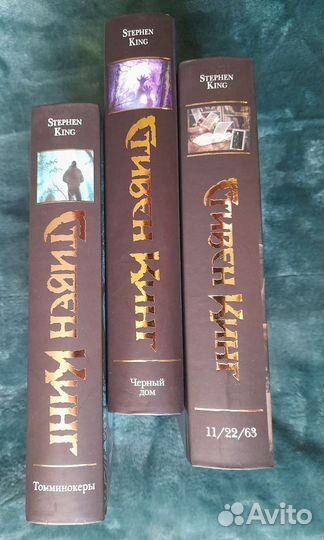 STEPHEN
KING
Стивен Кинг
Томминокеры
STEPHEN
KING
Стивен Кинг
Черный
дом
STEPHEN
KING
Стивен Кинг
11/22/63
Avito